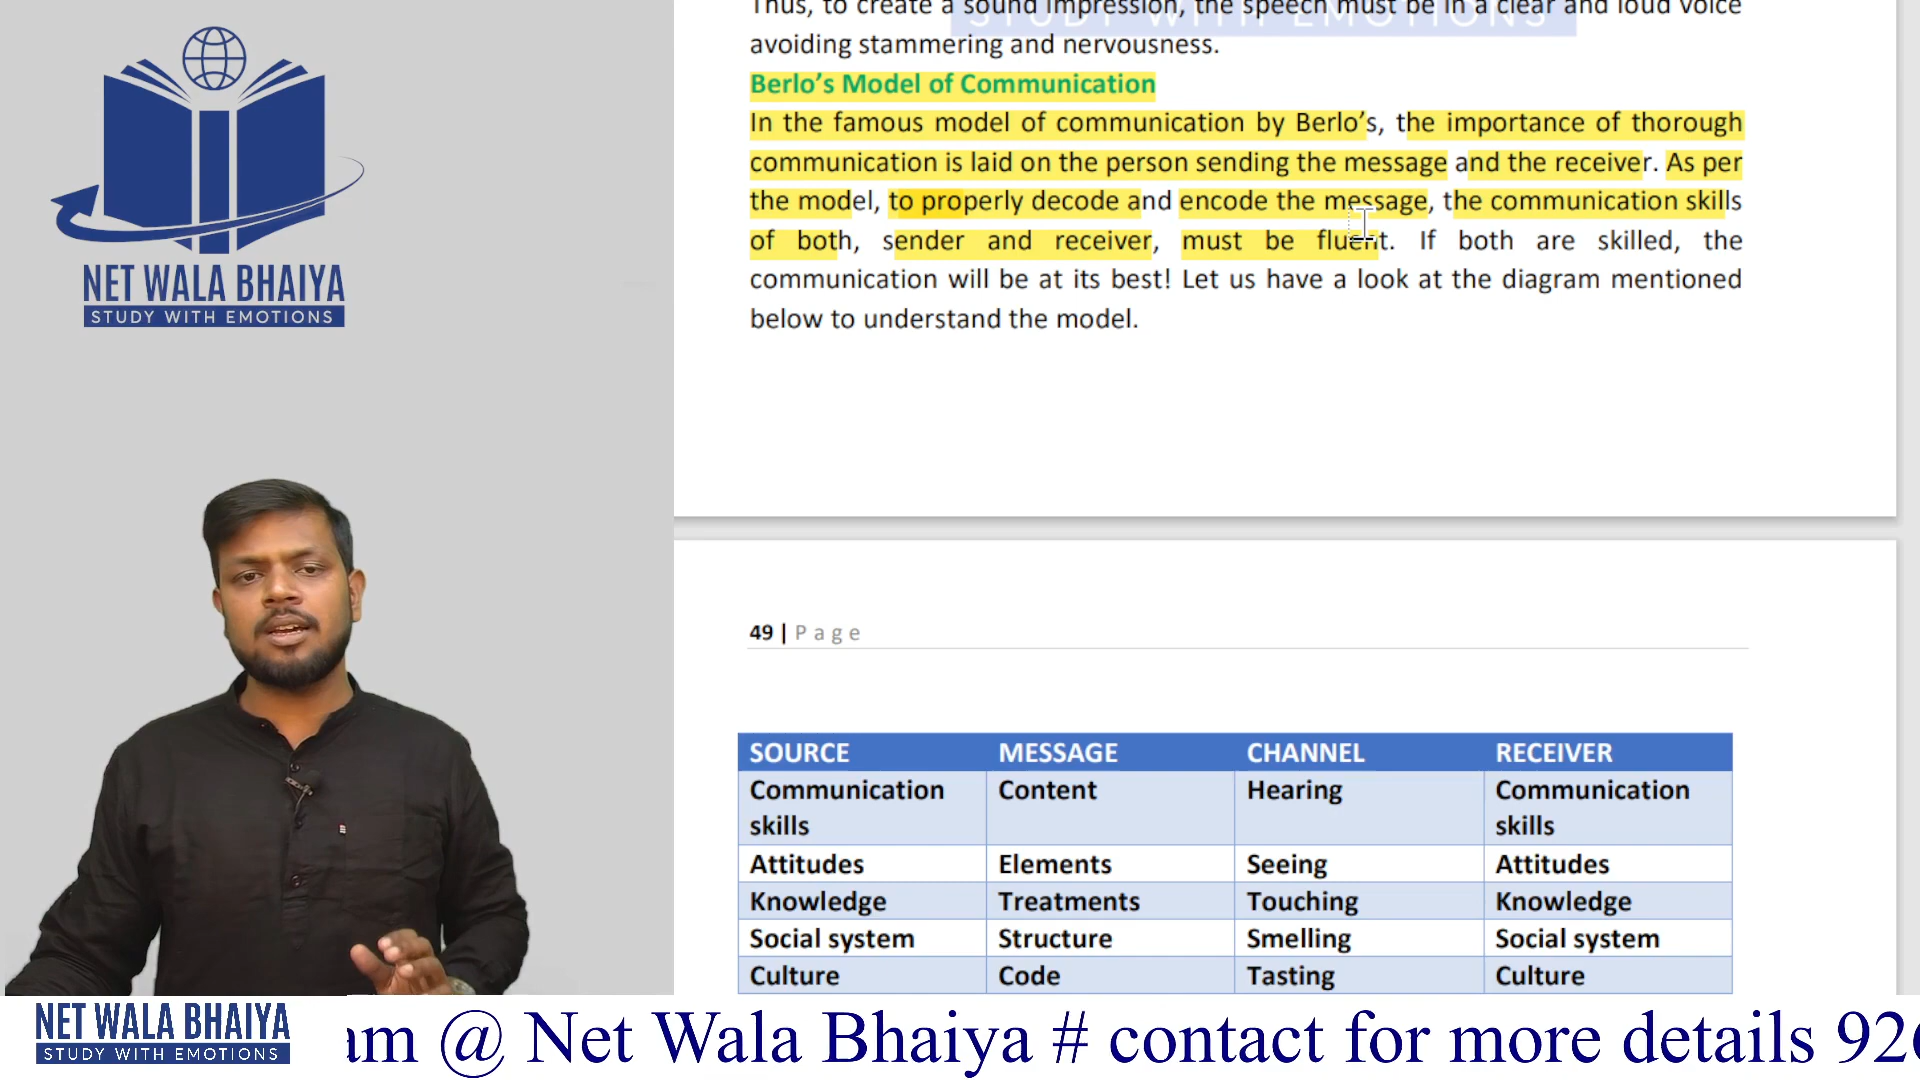 NET WALA BHAIYA
STUDY WITH EMOTIONS
STUDY WITH EMOTIONS
Thus, to create a sound impression, the speech must be in a clear and loud voice
avoiding stammering and nervousness.
Berlo’s Model of Communication
In the famous model of communication by Berlo’s, the importance of thorough
communication is laid on the person sending the message and the receiver. As per
the model, to properly decode and encode the message, the communication skills
of both, sender and receiver, must be fluent. If both are skilled, the
communication will be at its best! Let us have a look at the diagram mentioned
below to understand the model.
49 | Page
SOURCE MESSAGE CHANNEL RECEIVER
Communication skills Content Hearing Communication skills
Attitudes Elements Seeing Attitudes
Knowledge Treatments Touching Knowledge
Social system Structure Smelling Social system
Culture Code Tasting Culture
NET WALA BHAIYA
STUDY WITH EMOTIONS
@ Net Wala Bhaiya # contact for more details